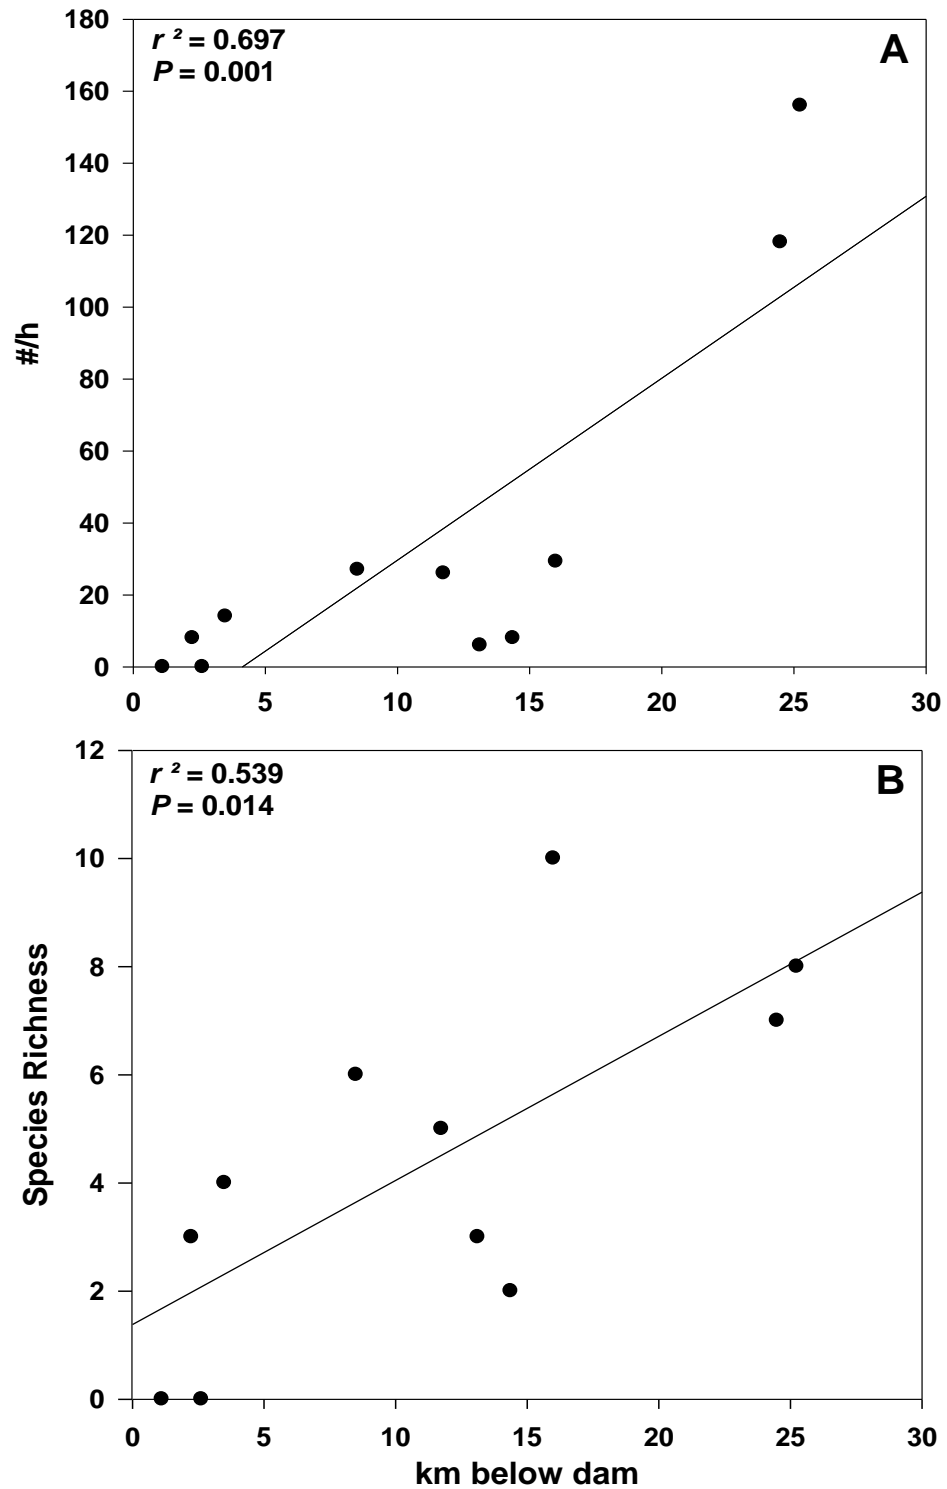 180
r ² = 0.697
A
P = 0.001
160
140
120
100
#/h
80
60
40
20
0
0 5 10 15 20 25 30
12
r ² = 0.539
B
P = 0.014
10
8
Species Richness
6
4
2
0
0 5 10 15 20 25 30
km below dam